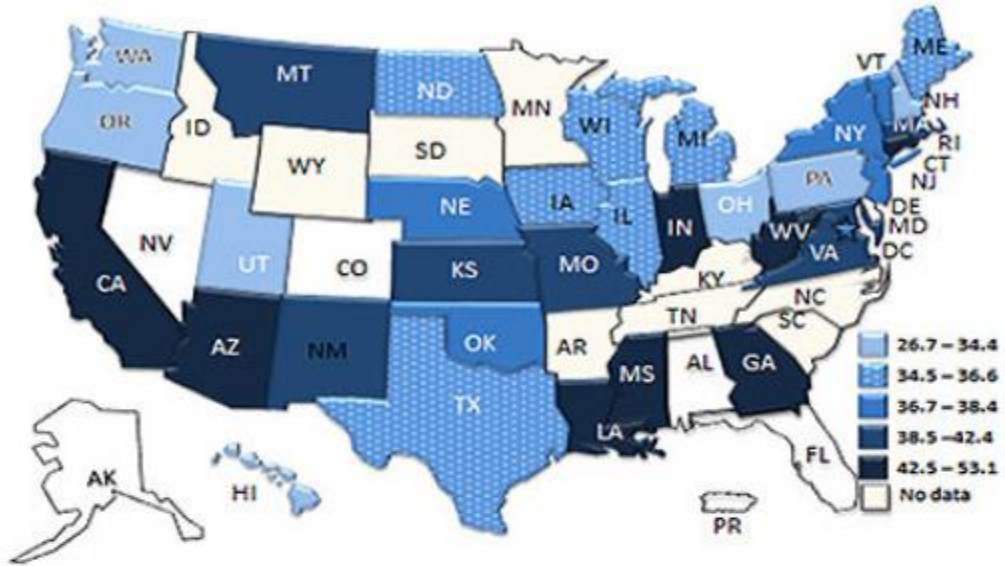 WA
MT
ND
MN
VT
ME
OR
ID
WI
MI
NH
NY
MA
RI
SD
WY
CT
PA
NJ
NE
IA
IL
IN
OH
DE
MD
DC
WV
VA
NV
UT
CO
KS
MO
KY
CA
NC
TN
SC
AZ
NM
OK
AR
MS
AL
GA
TX
LA
FL
26.7 – 34.4
34.5 – 36.6
36.7 – 38.4
38.5 –42.4
42.5 – 53.1
No data
AK
HI
PR